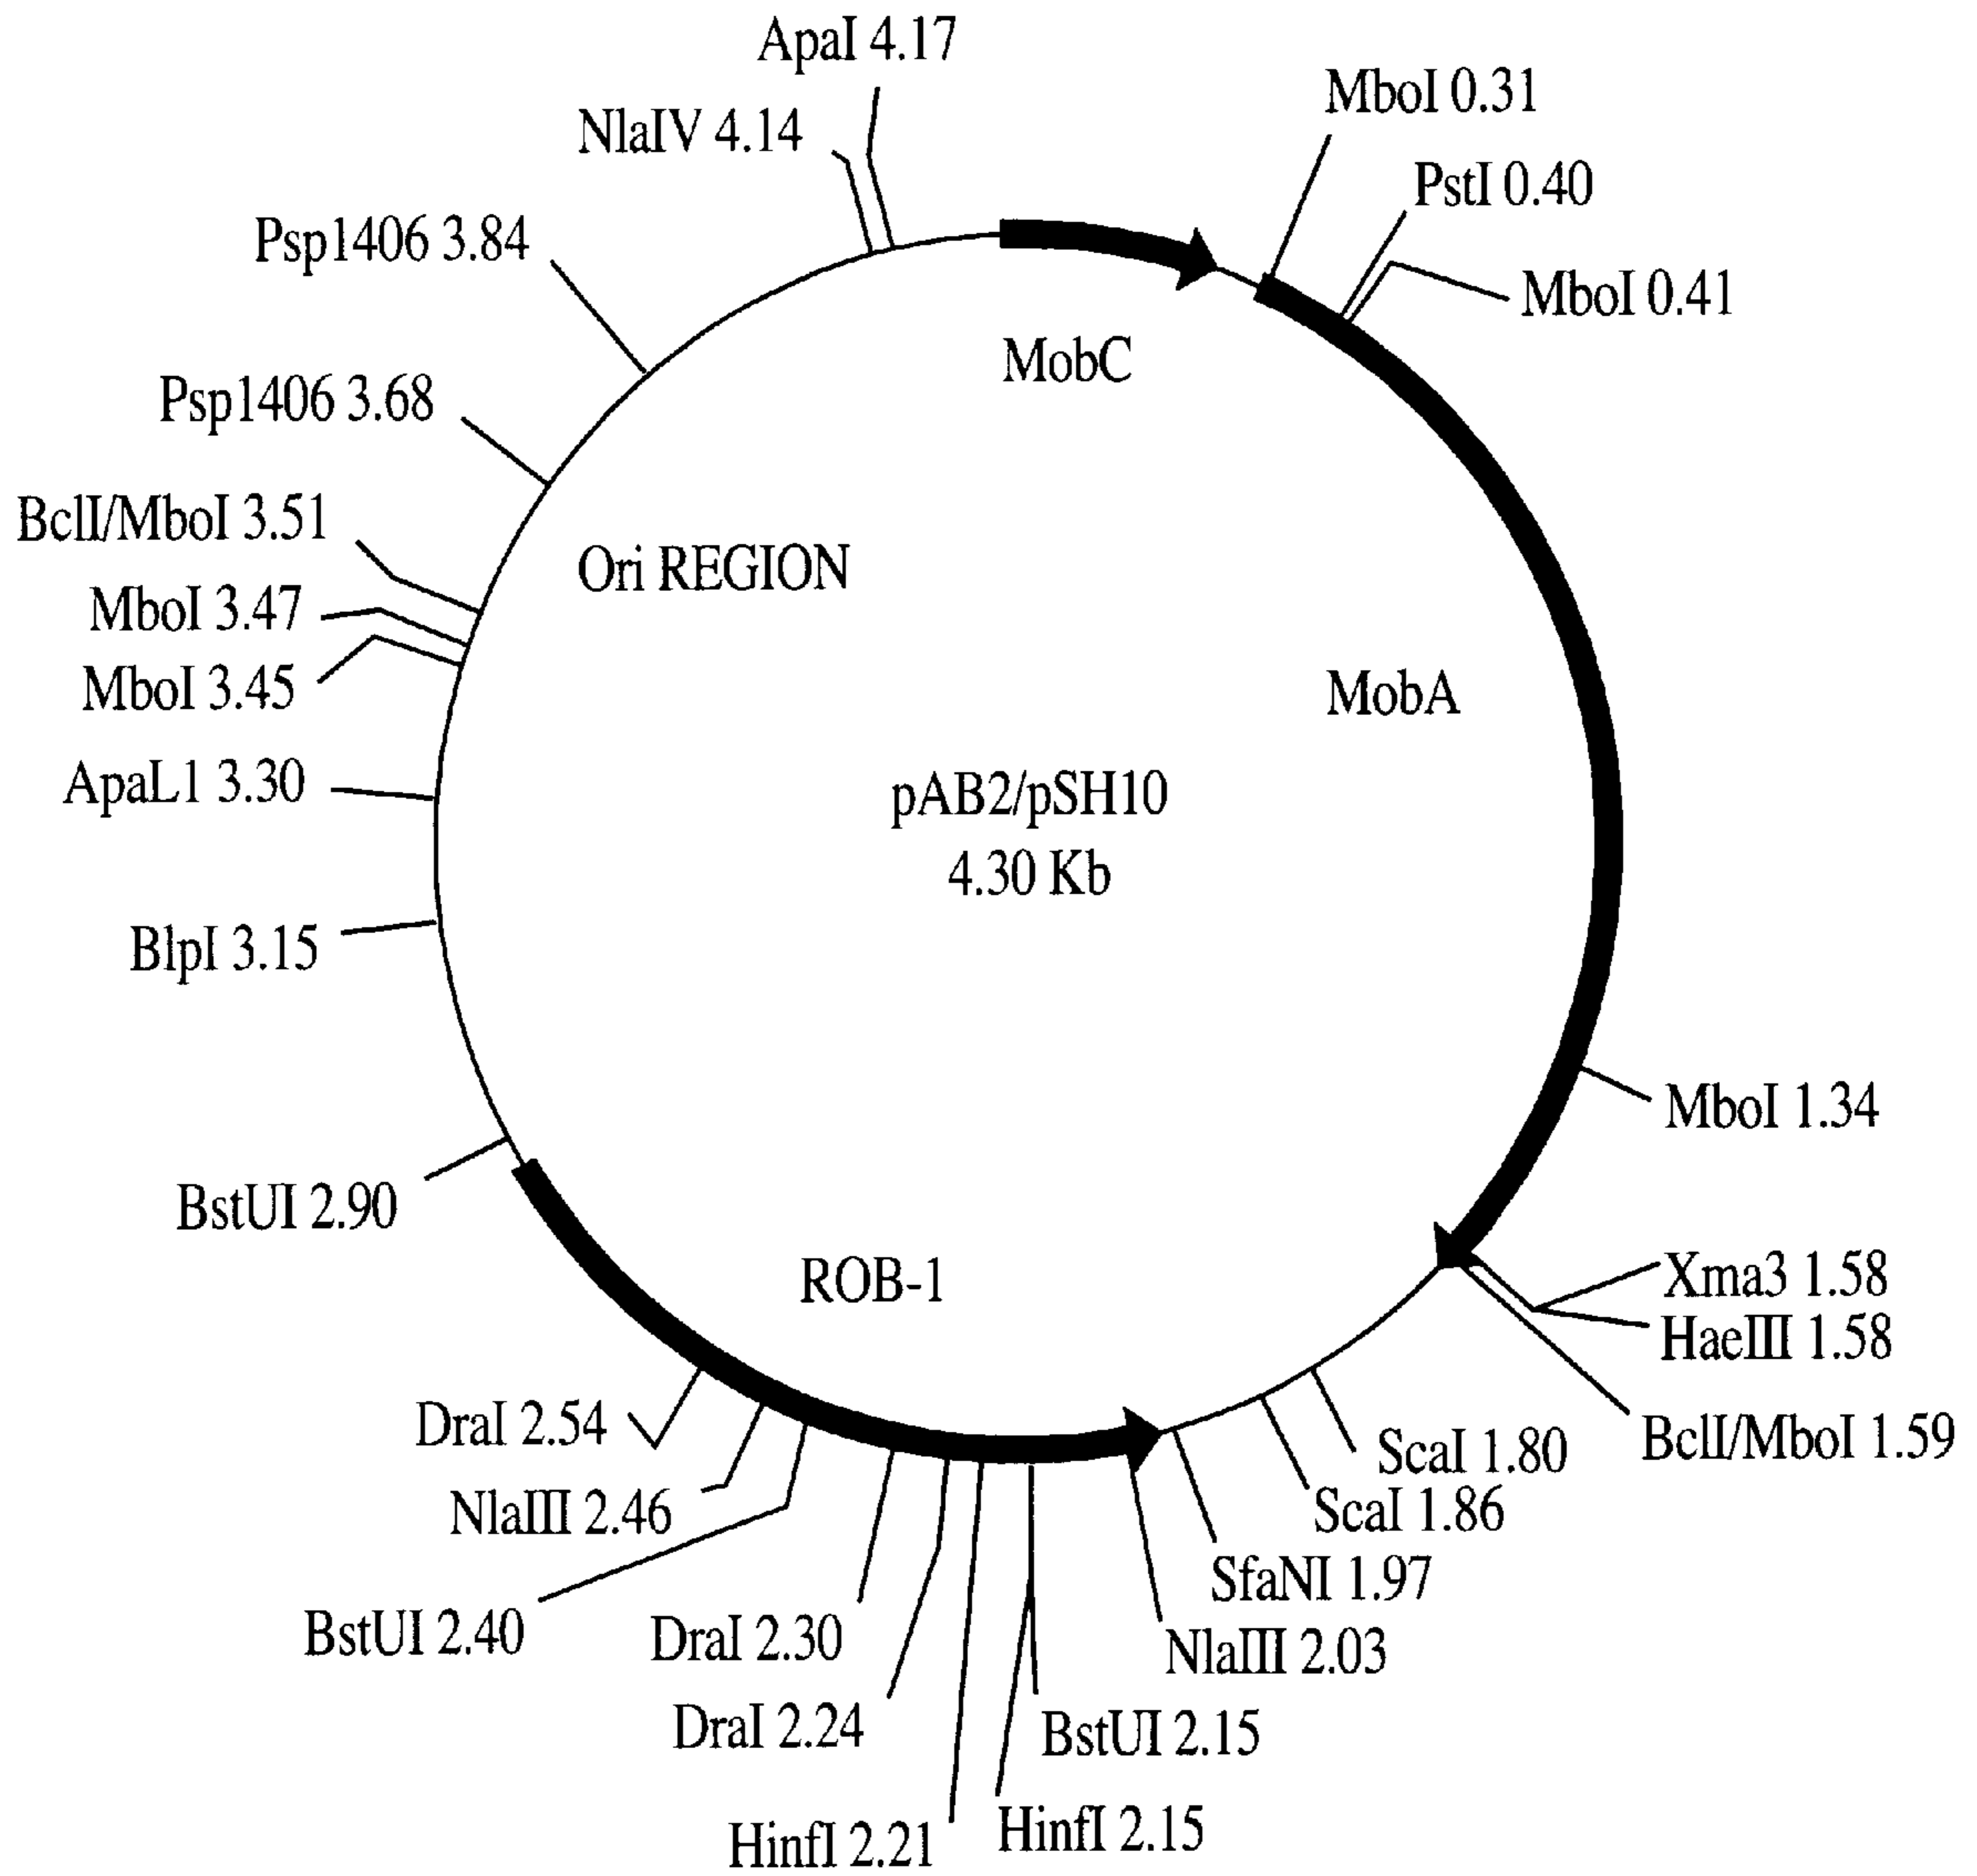 ApaI 4.17
NlaIV 4.14
MboI 0.31
PstI 0.40
MboI 0.41
Psp1406 3.84
Psp1406 3.68
BclI/MboI 3.51
MboI 3.47
MboI 3.45
ApaL1 3.30
BlpI 3.15
BstUI 2.90
MobC
Ori REGION
MobA
pAB2/pSH10
4.30 Kb
ROB-1
MboI 1.34
Xma3 1.58
HaeIII 1.58
BclI/MboI 1.59
ScaI 1.80
ScaI 1.86
SfaNI 1.97
NlaIII 2.03
DraI 2.54
NlaIII 2.46
BstUI 2.40
DraI 2.30
DraI 2.24
BstUI 2.15
HinfI 2.21
HinfI 2.15